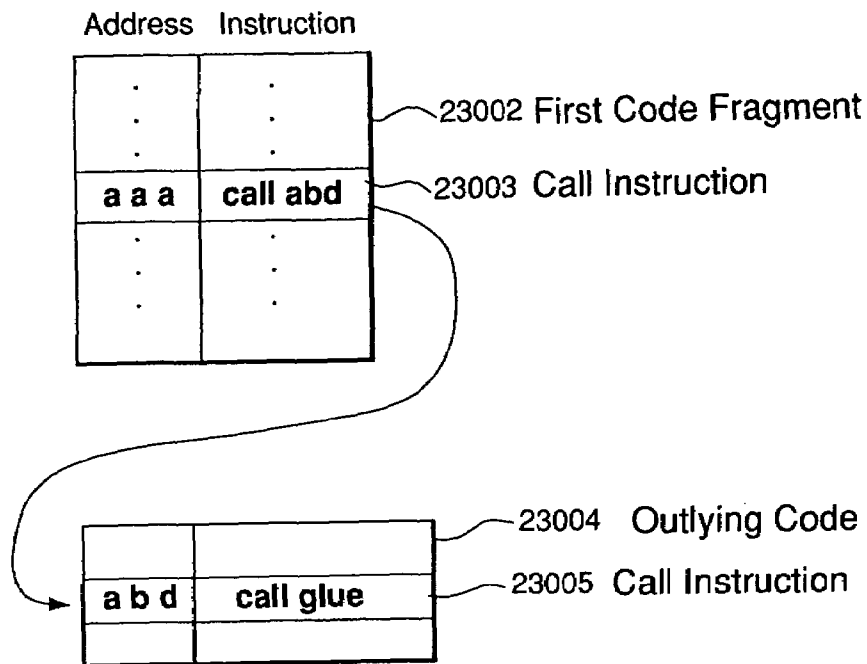 Address Instruction
23002 First Code Fragment
a a a call abd 23003 Call Instruction
23004 Outlying Code
a b d call glue 23005 Call Instruction